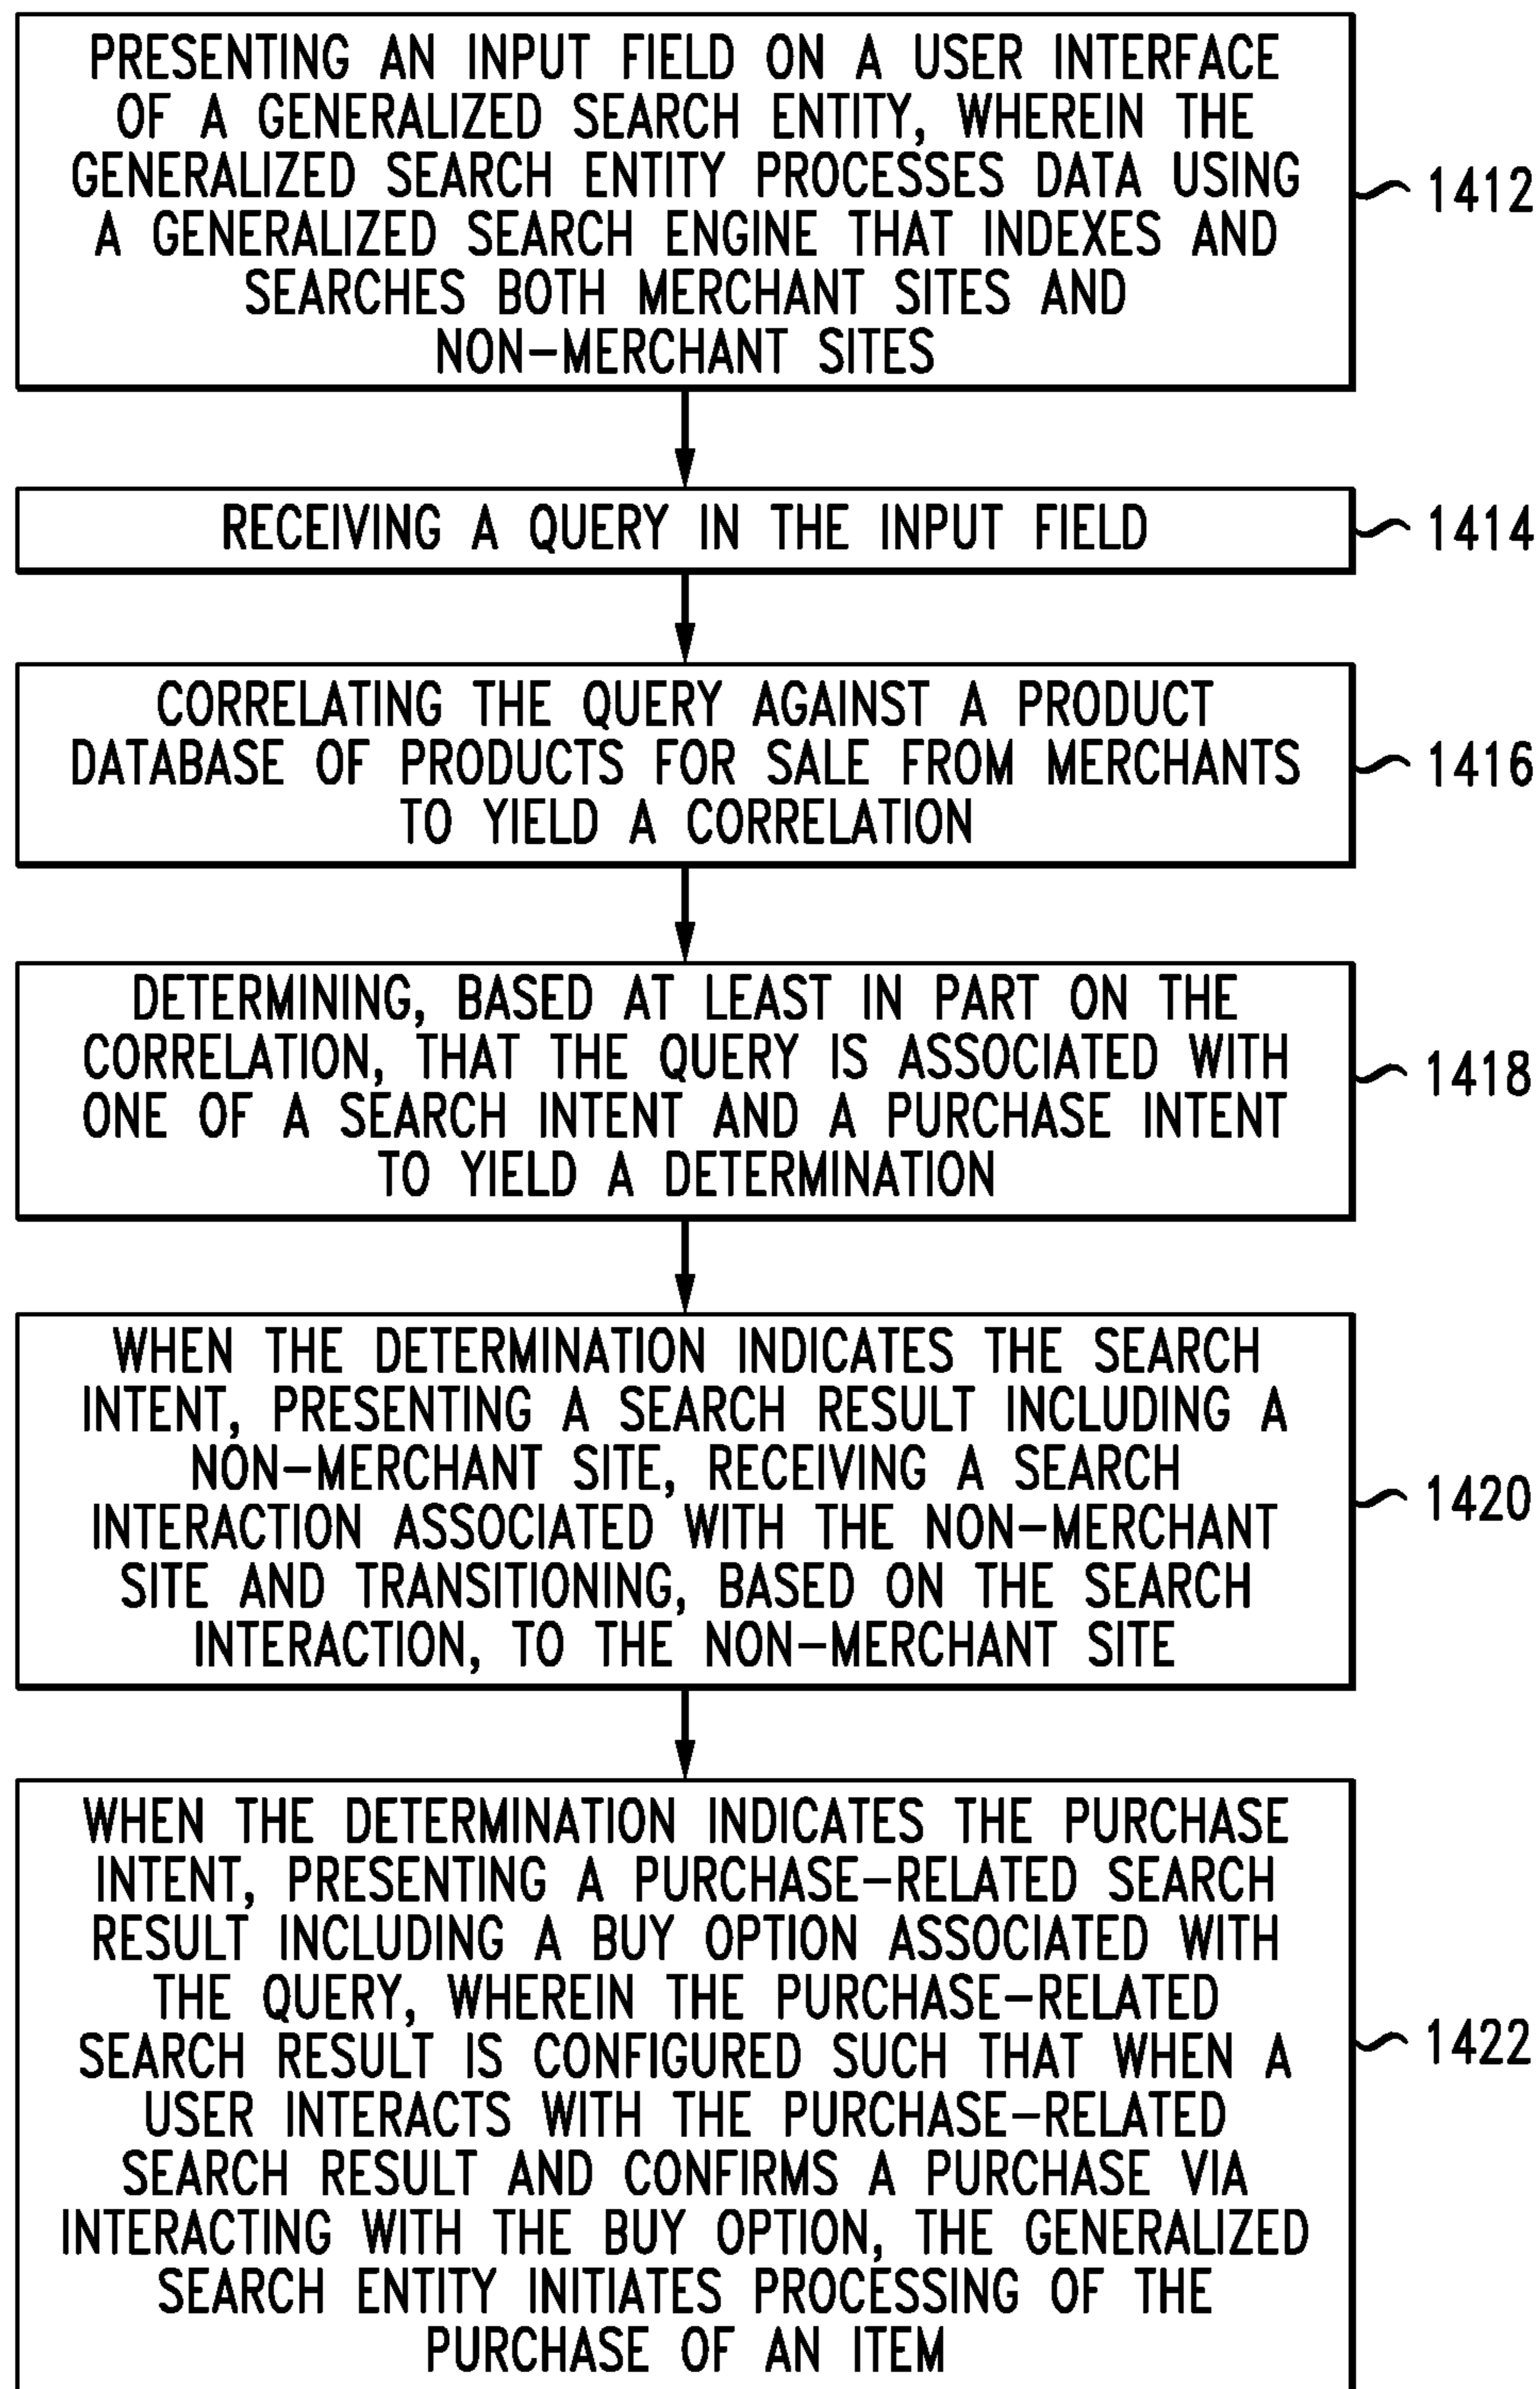 PRESENTING AN INPUT FIELD ON A USER INTERFACE
OF A GENERALIZED SEARCH ENTITY, WHEREIN THE
GENERALIZED SEARCH ENTITY PROCESSES DATA USING
A GENERALIZED SEARCH ENGINE THAT INDEXES AND
SEARCHES BOTH MERCHANT SITES AND
NON-MERCHANT SITES
1412
RECEIVING A QUERY IN THE INPUT FIELD
1414
CORRELATING THE QUERY AGAINST A PRODUCT
DATABASE OF PRODUCTS FOR SALE FROM MERCHANTS
TO YIELD A CORRELATION
1416
DETERMINING, BASED AT LEAST IN PART ON THE
CORRELATION, THAT THE QUERY IS ASSOCIATED WITH
ONE OF A SEARCH INTENT AND A PURCHASE INTENT
TO YIELD A DETERMINATION
1418
WHEN THE DETERMINATION INDICATES THE SEARCH
INTENT, PRESENTING A SEARCH RESULT INCLUDING A
NON-MERCHANT SITE, RECEIVING A SEARCH
INTERACTION ASSOCIATED WITH THE NON-MERCHANT
SITE AND TRANSITIONING, BASED ON THE SEARCH
INTERACTION, TO THE NON-MERCHANT SITE
1420
WHEN THE DETERMINATION INDICATES THE PURCHASE
INTENT, PRESENTING A PURCHASE-RELATED SEARCH
RESULT INCLUDING A BUY OPTION ASSOCIATED WITH
THE QUERY, WHEREIN THE PURCHASE-RELATED
SEARCH RESULT IS CONFIGURED SUCH THAT WHEN A
USER INTERACTS WITH THE PURCHASE-RELATED
SEARCH RESULT AND CONFIRMS A PURCHASE VIA
INTERACTING WITH THE BUY OPTION, THE GENERALIZED
SEARCH ENTITY INITIATES PROCESSING OF THE
PURCHASE OF AN ITEM
1422